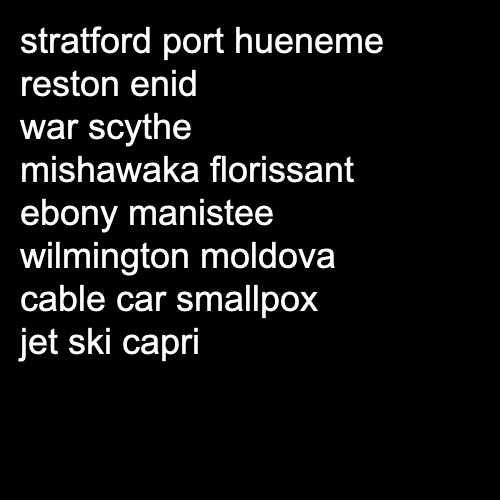 stratford port hueneme
reston enid
war scythe
mishawaka florissant
ebony manistee
wilmington moldova
cable car smallpox
jet ski capri